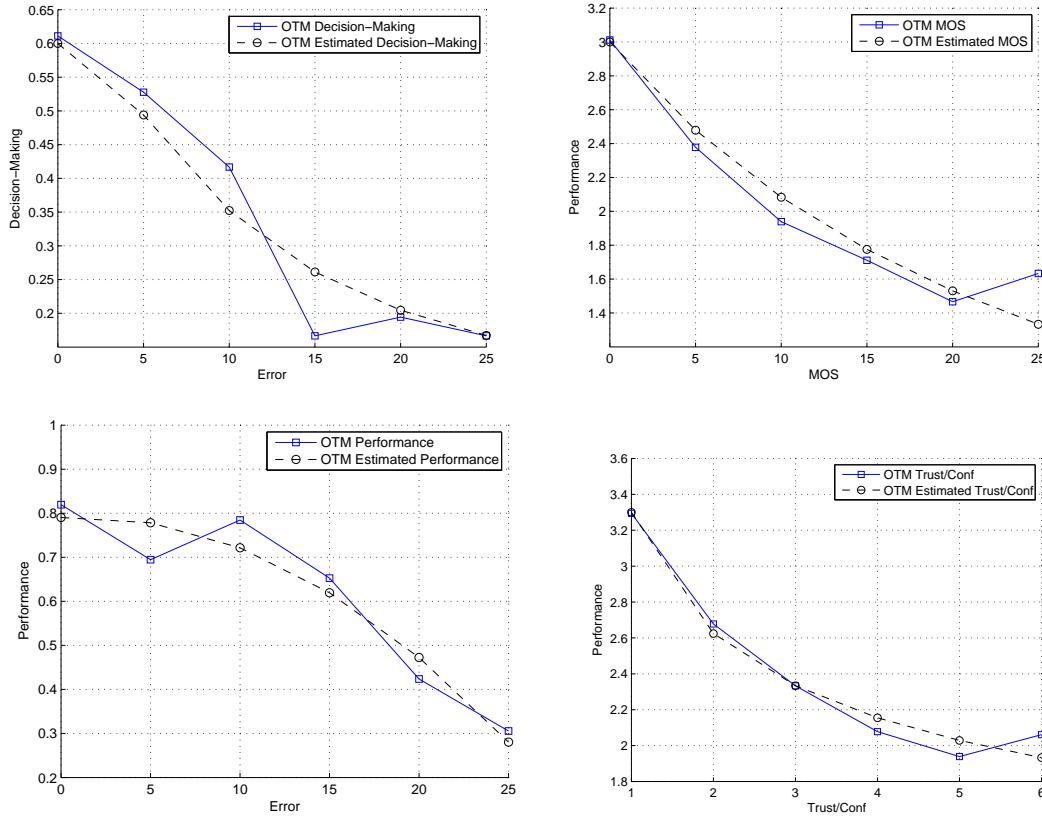 OTM Decision−Making
OTM Estimated Decision−Making
0.65
0.6
0.55
0.5
0.45
0.4
0.35
0.3
0.25
0.2
Decision−Making
0 5 10 15 20 25
Error
OTM MOS
OTM Estimated MOS
3.2
3
2.8
2.6
2.4
2.2
2
1.8
1.6
1.4
Performance
0 5 10 15 20 25
MOS
OTM Performance
OTM Estimated Performance
1
0.9
0.8
0.7
0.6
0.5
0.4
0.3
0.2
Performance
0 5 10 15 20 25
Error
OTM Trust/Conf
OTM Estimated Trust/Conf
3.6
3.4
3.2
3
2.8
2.6
2.4
2.2
2
1.8
Performance
1 2 3 4 5 6
Trust/Conf